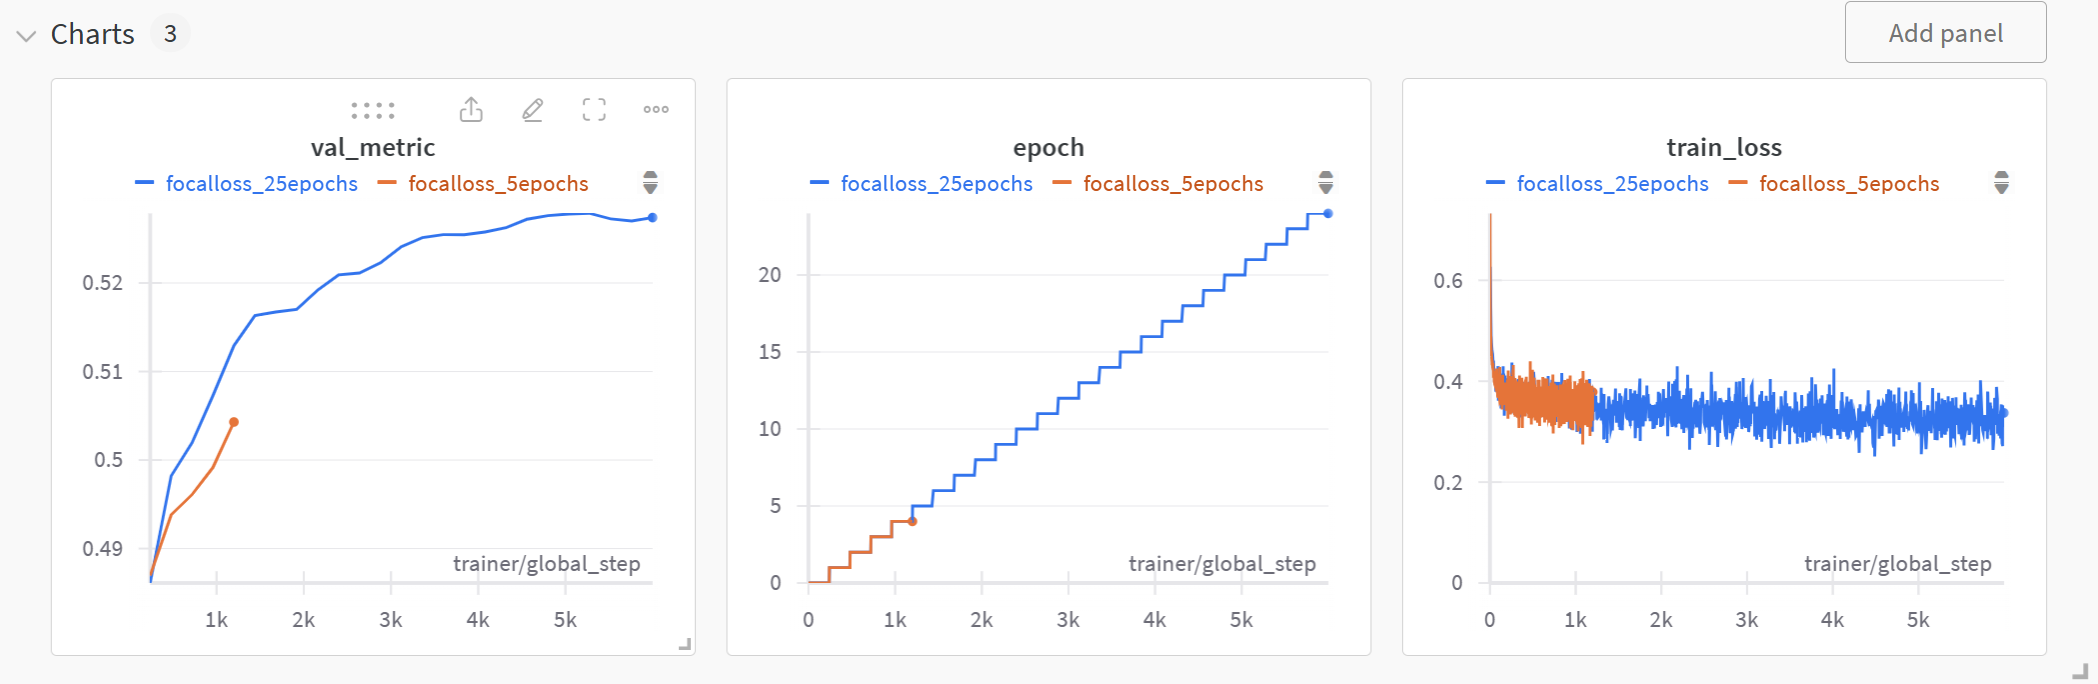 Charts 3
Add panel
val_metric
focalloss_25epochs focalloss_5epochs
0.52
0.51
0.5
0.49
trainer/global_step
1k 2k 3k 4k 5k
epoch
focalloss_25epochs focalloss_5epochs
20
15
10
5
0
trainer/global_step
0 1k 2k 3k 4k 5k
train_loss
focalloss_25epochs focalloss_5epochs
0.6
0.4
0.2
0
trainer/global_step
0 1k 2k 3k 4k 5k